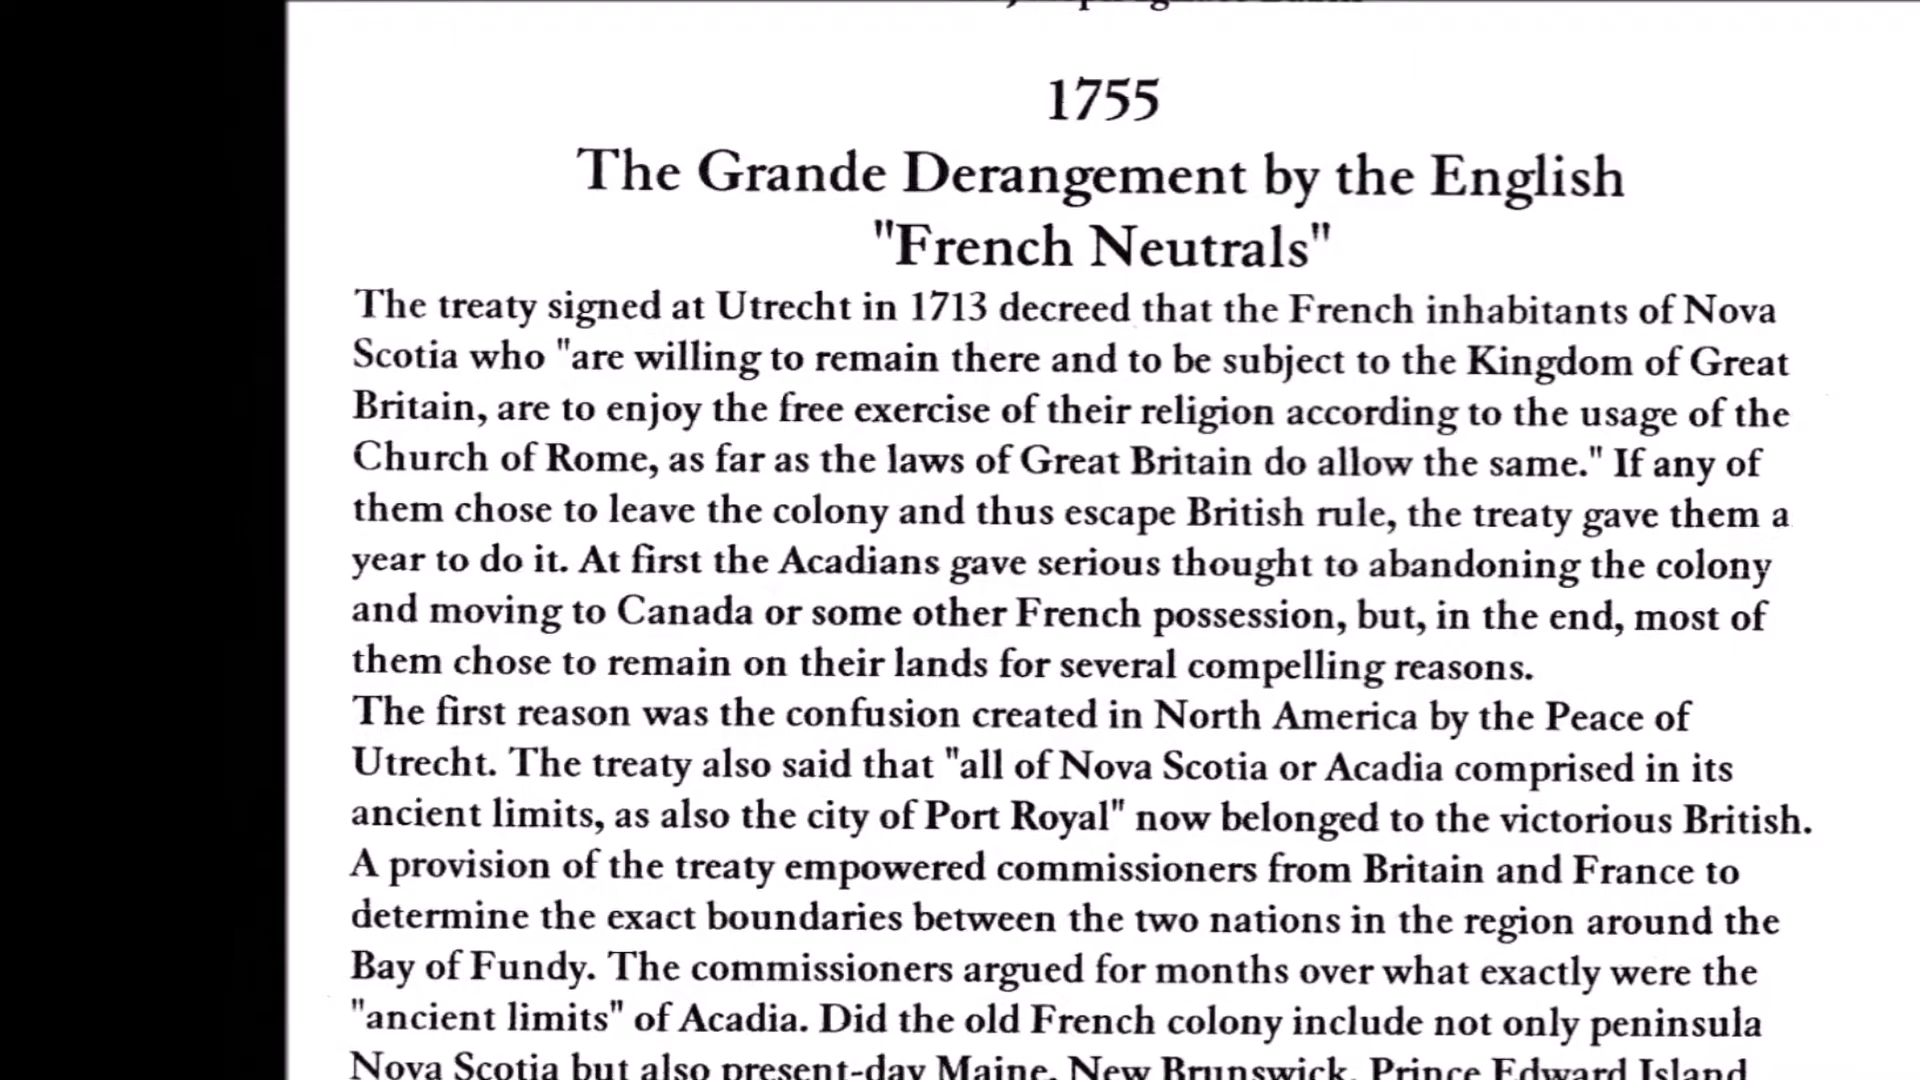 1755
The Grande Derangement by the English
"French Neutrals"
The treaty signed at Utrecht in 1713 decreed that the French inhabitants of Nova
Scotia who "are willing to remain there and to be subject to the Kingdom of Great
Britain, are to enjoy the free exercise of their religion according to the usage of the
Church of Rome, as far as the laws of Great Britain do allow the same." If any of
them chose to leave the colony and thus escape British rule, the treaty gave them a
year to do it. At first the Acadians gave serious thought to abandoning the colony
and moving to Canada or some other French possession, but, in the end, most of
them chose to remain on their lands for several compelling reasons.
The first reason was the confusion created in North America by the Peace of
Utrecht. The treaty also said that "all of Nova Scotia or Acadia comprised in its
ancient limits, as also the city of Port Royal" now belonged to the victorious British.
A provision of the treaty empowered commissioners from Britain and France to
determine the exact boundaries between the two nations in the region around the
Bay of Fundy. The commissioners argued for months over what exactly were the
"ancient limits" of Acadia. Did the old French colony include not only peninsula
Nova Scotia but also present-day Maine, New Brunswick, Prince Edward Island